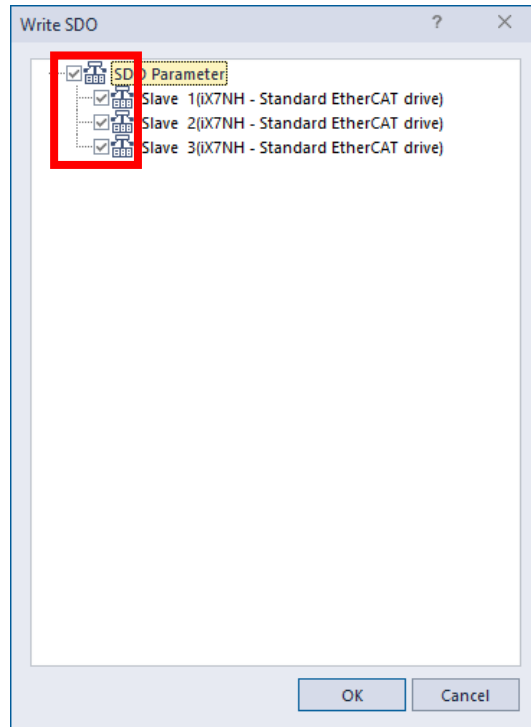 Write SDO
?
SDO Parameter
Slave 1(iX7NH - Standard EtherCAT drive)
Slave 2(iX7NH - Standard EtherCAT drive)
Slave 3(iX7NH - Standard EtherCAT drive)
OK
Cancel